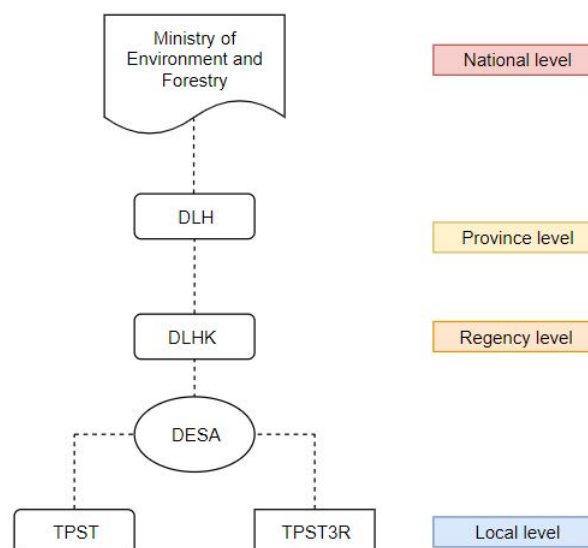 Ministry of
Environment and
Forestry
National level
DLH
Province level
DLHK
Regency level
DESA
TPST
TPST3R
Local level